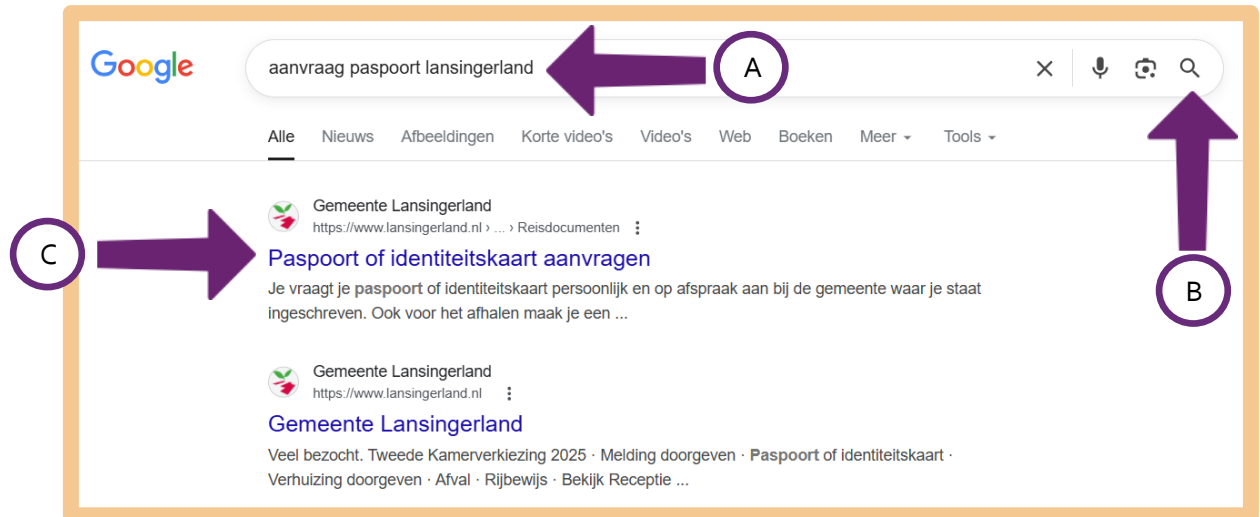 Google
aanvraag paspoort lansingerland
A
Alle Nieuws Afbeeldingen Korte video's Video's Web Boeken Meer Tools
Gemeente Lansingerland
https://www.lansingerland.nl › ... › Reisdocumenten
C
Paspoort of identiteitskaart aanvragen
Je vraagt je paspoort of identiteitskaart persoonlijk en op afspraak aan bij de gemeente waar je staat
ingeschreven. Ook voor het afhalen maak je een ...
B
Gemeente Lansingerland
https://www.lansingerland.nl
Gemeente Lansingerland
Veel bezocht. Tweede Kamerverkiezing 2025 · Melding doorgeven · Paspoort of identiteitskaart ·
Verhuizing doorgeven · Afval · Rijbewijs · Bekijk Receptie ...